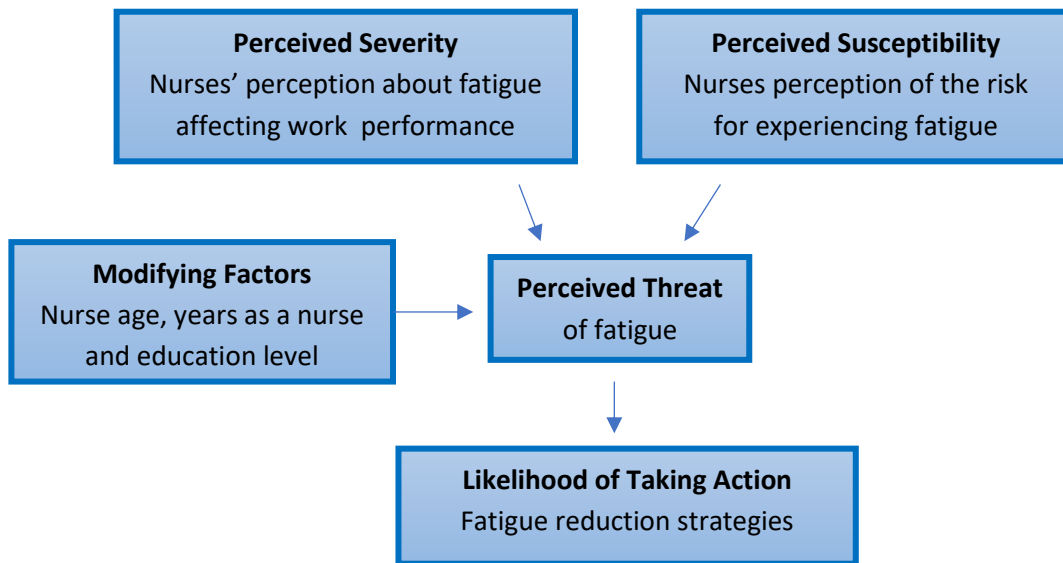 Perceived Severity
Nurses’ perception about fatigue
affecting work performance
Perceived Susceptibility
Nurses perception of the risk
for experiencing fatigue
Modifying Factors
Nurse age, years as a nurse
and education level
Perceived Threat
of fatigue
Likelihood of Taking Action
Fatigue reduction strategies